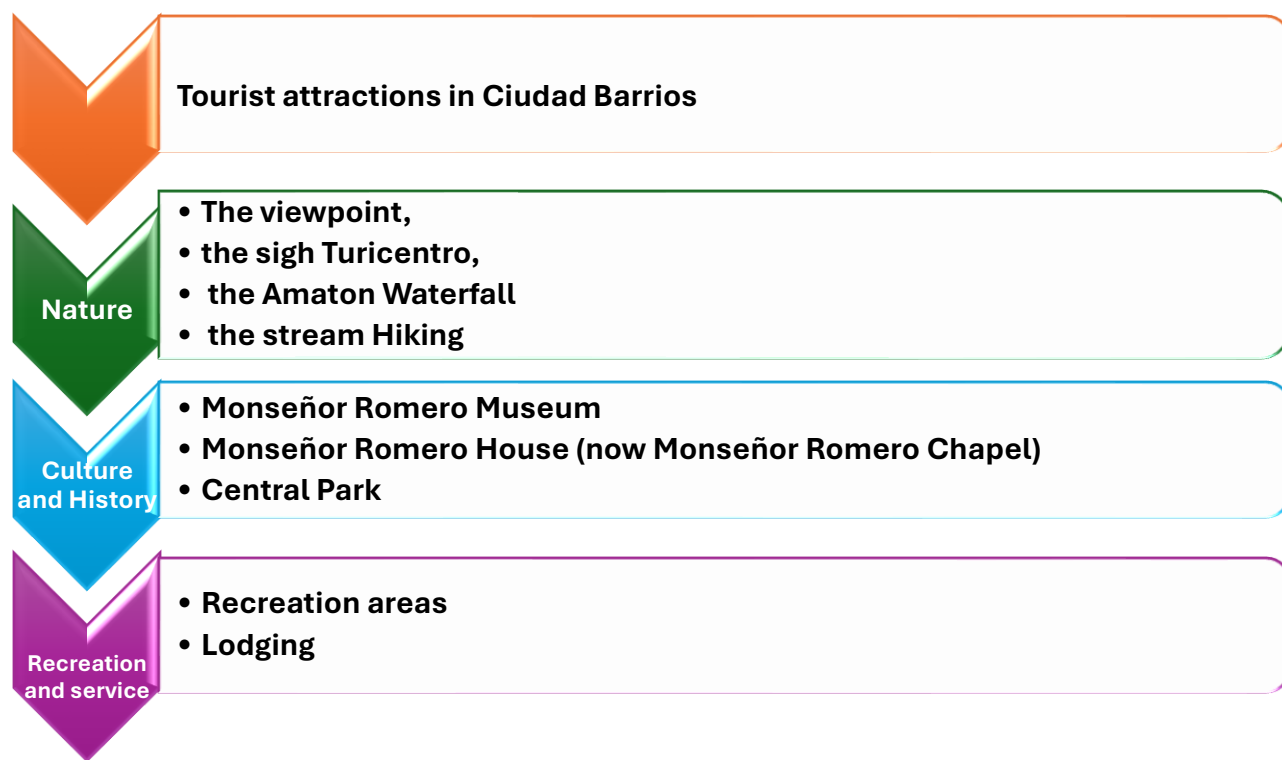 Tourist attractions in Ciudad Barrios
Nature
• The viewpoint,
• the sigh Turicentro,
• the Amaton Waterfall
• the stream Hiking
Culture
and History
• Monseñor Romero Museum
• Monseñor Romero House (now Monseñor Romero Chapel)
• Central Park
Recreation
and service
• Recreation areas
• Lodging